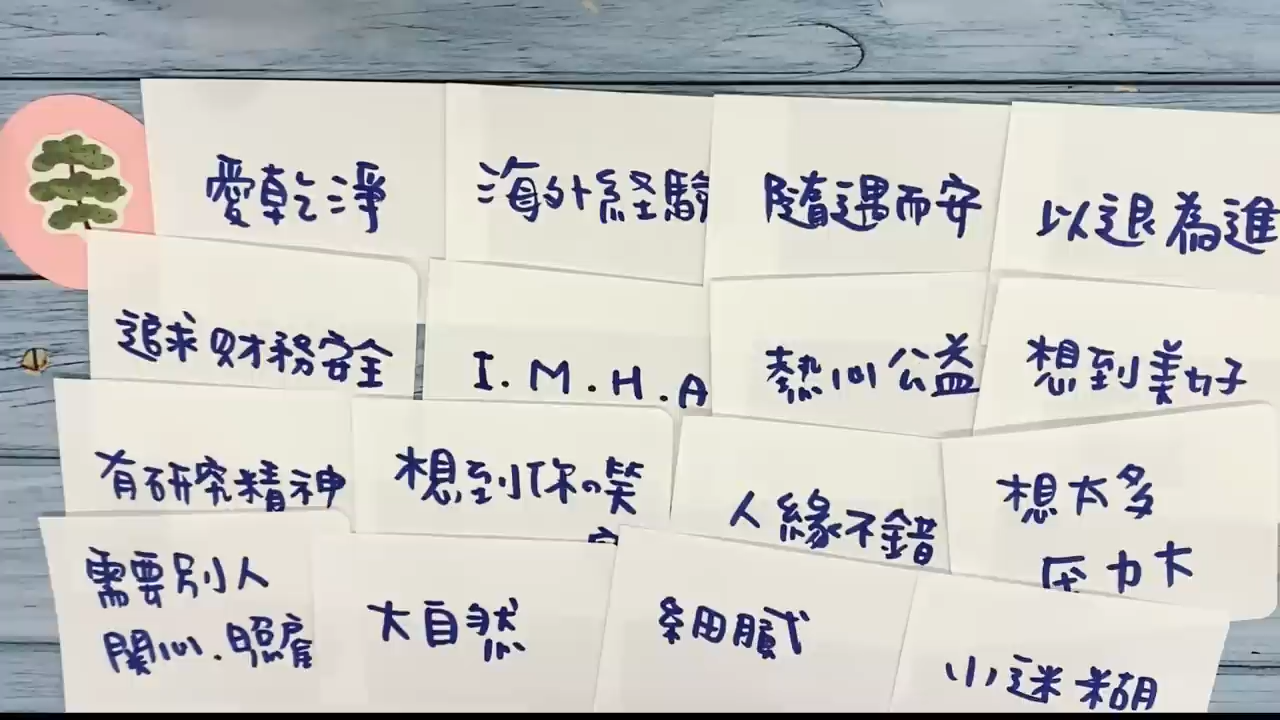 愛乾淨
海外経驗
隨遇而安
以退為進
追求財務安全
I.M.H.A
熱心公益
想到美好
有研究精神
想到你の笑
人緣不錯
想太多
压力大
需要別人
關心.照顧
大自然
細膩
小迷糊